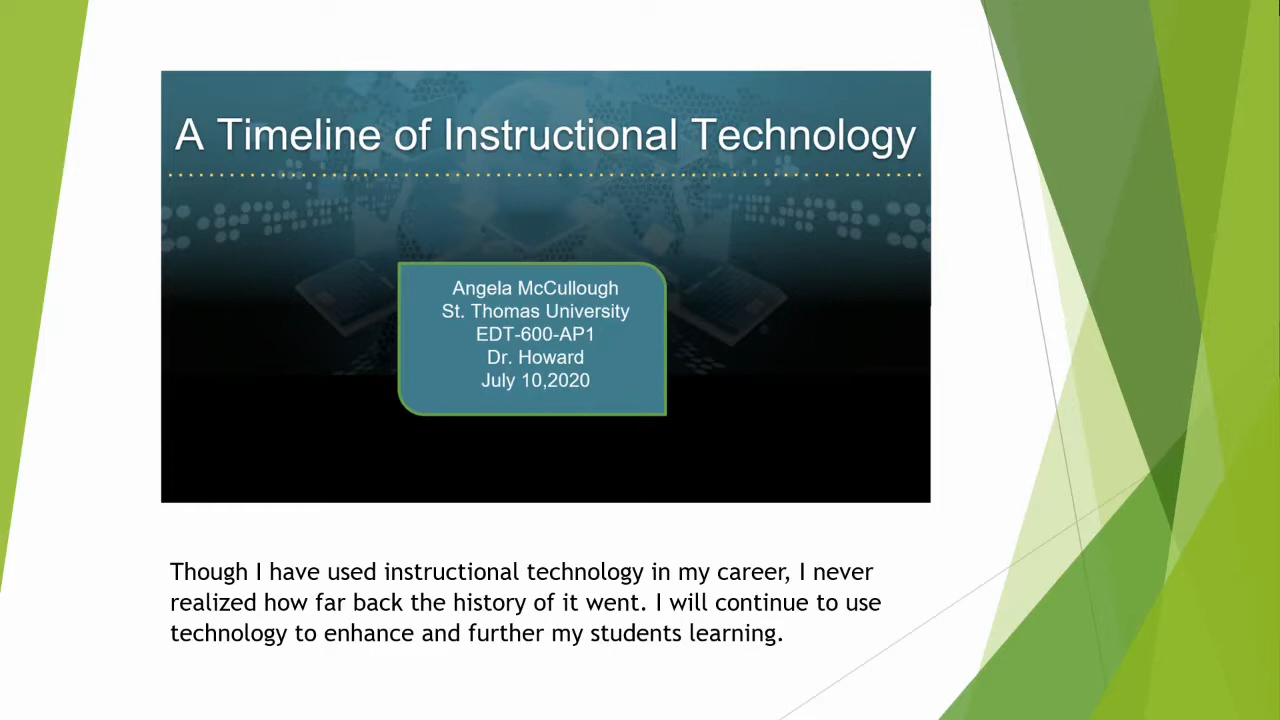 A Timeline of Instructional Technology
Angela McCullough
St. Thomas University
EDT-600-AP1
Dr. Howard
July 10,2020
Though I have used instructional technology in my career, I never
realized how far back the history of it went. I will continue to use
technology to enhance and further my students learning.